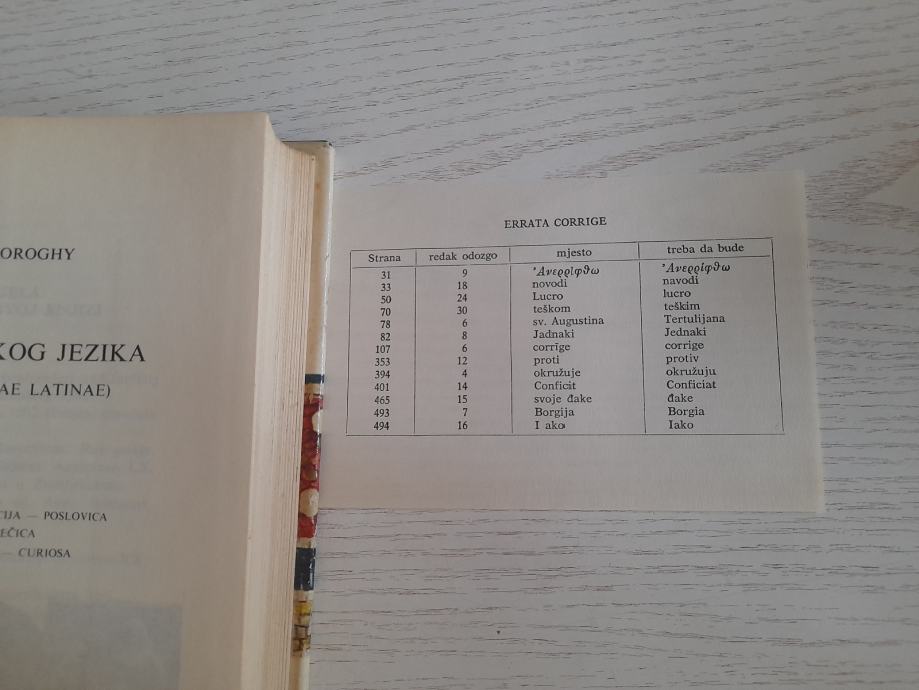 OROGHY
KOG JEZIKA
AE LATINAE)
CIJA — POSLOVICA
EČICA
— CURIOSA
ERRATA CORRIGE
Strana redak odozgo mjesto treba da bude
31 9 Ἀνερρῖφθω Ἀνερρίφθω
33 18 novodi navodi
50 24 Lucro lucro
70 30 teškom teškim
78 6 sv. Augustina Tertulijana
82 8 Jadnaki Jednaki
107 6 corrìge corrige
353 12 proti protiv
394 4 okružuje okružuju
401 14 Conficit Conficiat
465 15 svoje đake đake
493 7 Borgija Borgia
494 16 I ako Iako